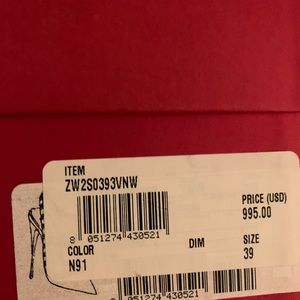 ITEM
ZW2S0393VNW
PRICE (USD)
995.00
8 051274 430521
COLOR DIM SIZE
N91 39
8 051274 430521